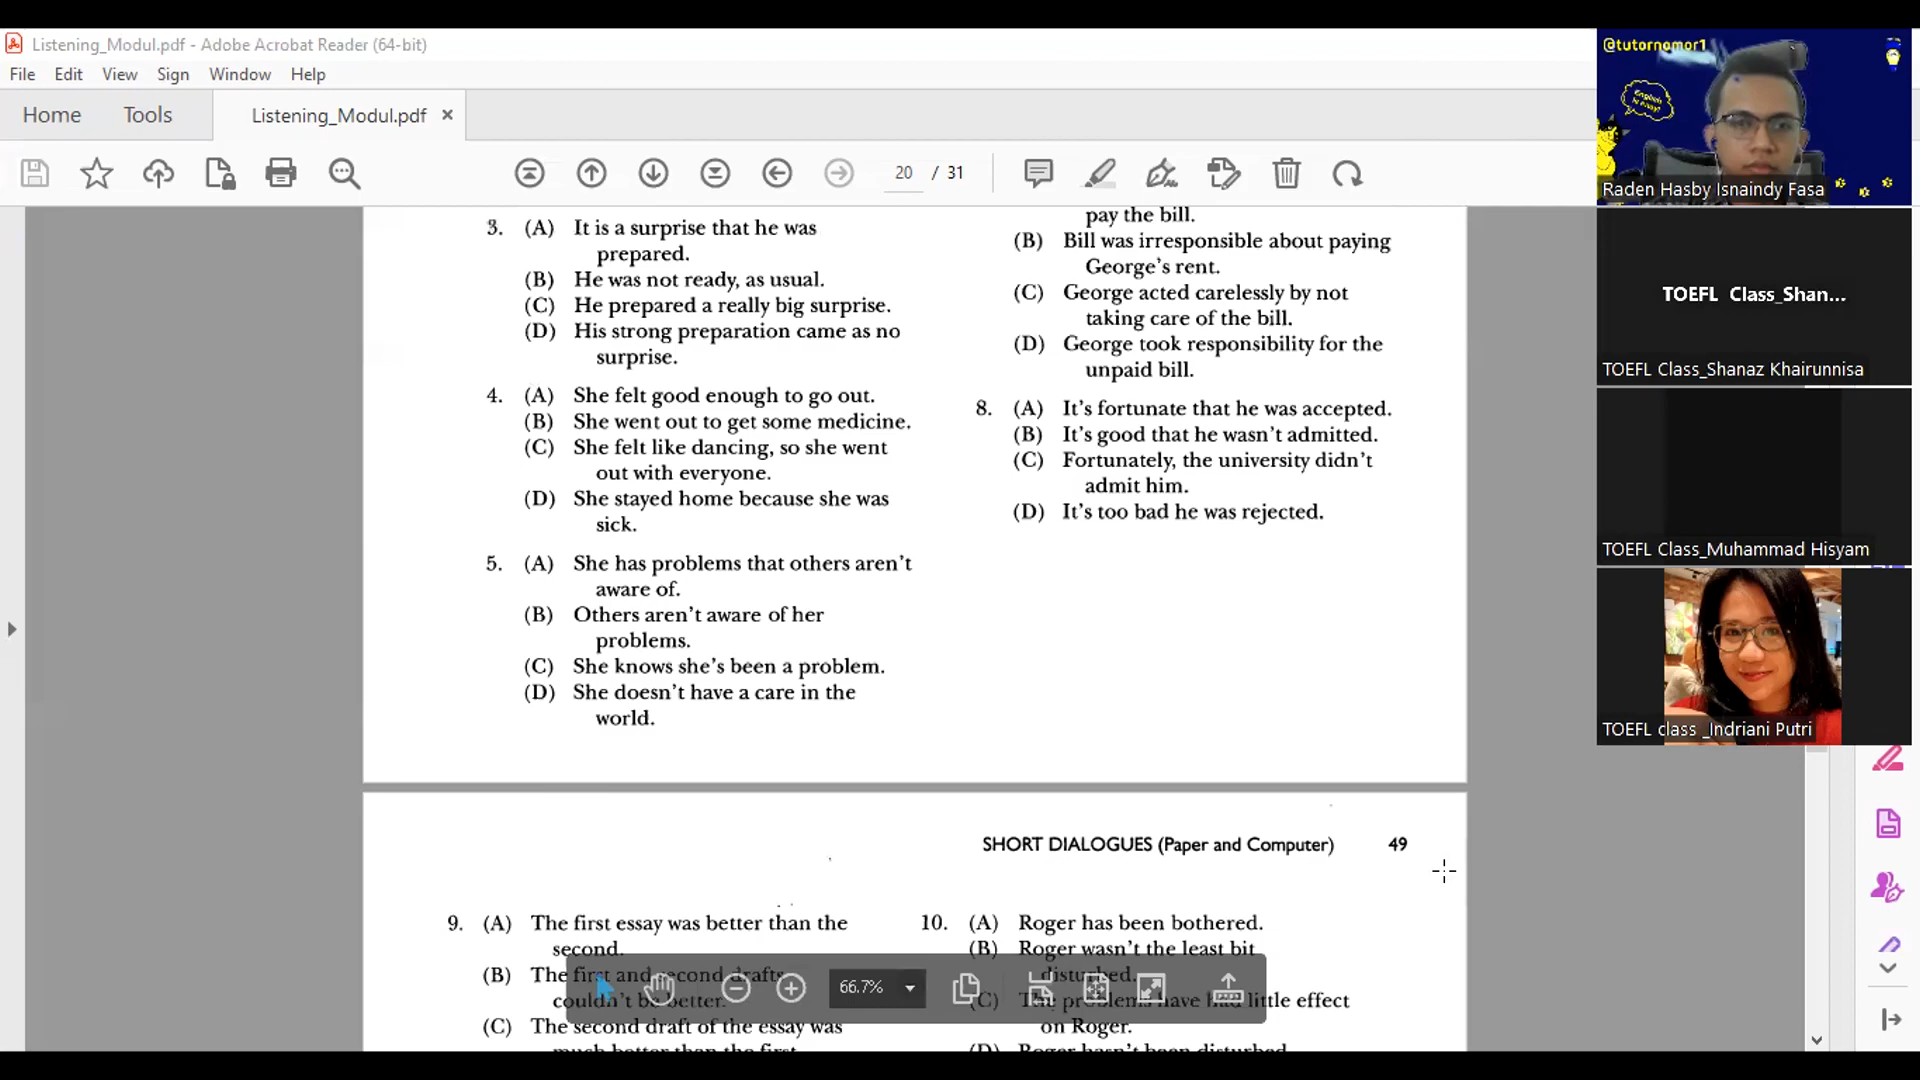 Listening_Modul.pdf - Adobe Acrobat Reader (64-bit)
File Edit View Sign Window Help
Home Tools Listening_Modul.pdf
20 / 31
3. (A) It is a surprise that he was
prepared.
(B) He was not ready, as usual.
(C) He prepared a really big surprise.
(D) His strong preparation came as no
surprise.
4. (A) She felt good enough to go out.
(B) She went out to get some medicine.
(C) She felt like dancing, so she went
out with everyone.
(D) She stayed home because she was
sick.
5. (A) She has problems that others aren't
aware of.
(B) Others aren't aware of her
problems.
(C) She knows she's been a problem.
(D) She doesn't have a care in the
world.
pay the bill.
(B) Bill was irresponsible about paying
George's rent.
(C) George acted carelessly by not
taking care of the bill.
(D) George took responsibility for the
unpaid bill.
8. (A) It's fortunate that he was accepted.
(B) It's good that he wasn't admitted.
(C) Fortunately, the university didn't
admit him.
(D) It's too bad he was rejected.
SHORT DIALOGUES (Paper and Computer) 49
9. (A) The first essay was better than the
second.
(B) The first and second drafts
couldn't be better.
(C) The second draft of the essay was
much better than the first.
10. (A) Roger has been bothered.
(B) Roger wasn't the least bit
disturbed.
(C) The problems have had little effect
on Roger.
(D) Roger hasn't been disturbed.
66.7%
@tutornomor1
Raden Hasby Isnaindy Fasa
TOEFL Class_Shan...
TOEFL Class_Shanaz Khairunnisa
TOEFL Class_Muhammad Hisyam
TOEFL class _Indriani Putri